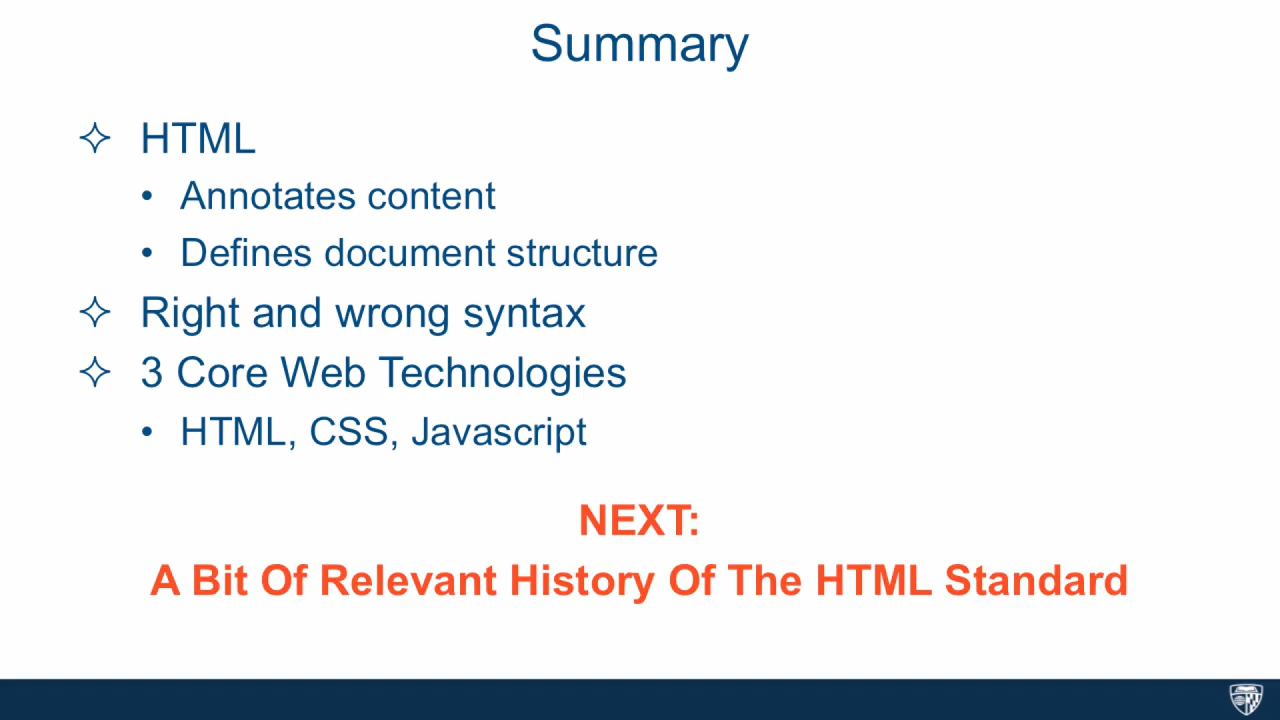 Summary
HTML
Annotates content
Defines document structure
Right and wrong syntax
3 Core Web Technologies
HTML, CSS, Javascript
NEXT:
A Bit Of Relevant History Of The HTML Standard